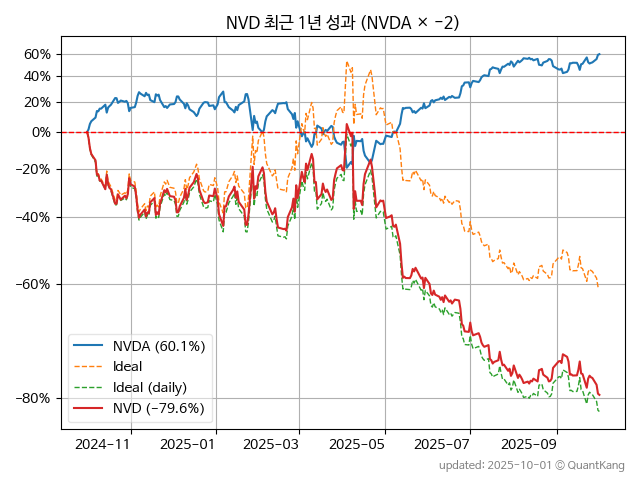 NVD 최근 1년 성과 (NVDA × −2)
60%
40%
20%
0%
−20%
−40%
−60%
−80%
NVDA (60.1%)
Ideal
Ideal (daily)
NVD (−79.6%)
2024−11 2025−01 2025−03 2025−05 2025−07 2025−09
updated: 2025-10-01 © QuantKang